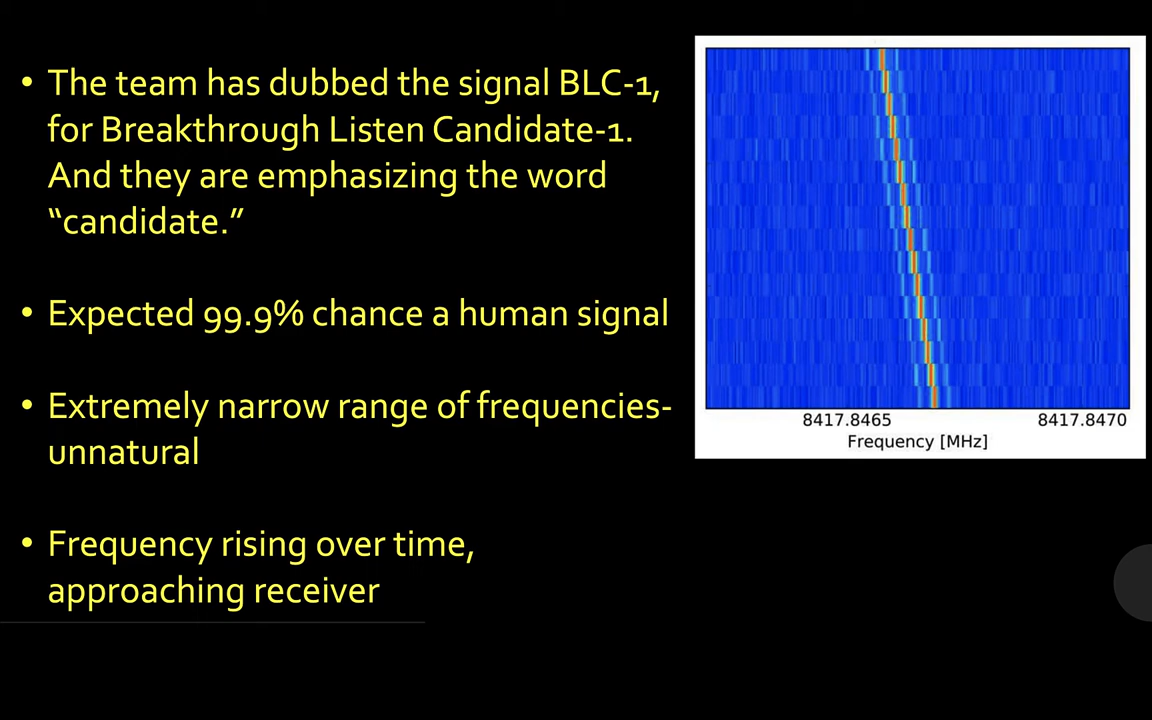 • The team has dubbed the signal BLC-1,
for Breakthrough Listen Candidate-1.
And they are emphasizing the word
“candidate.”
• Expected 99.9% chance a human signal
• Extremely narrow range of frequencies-
unnatural
• Frequency rising over time,
approaching receiver
8417.8465 8417.8470
Frequency [MHz]